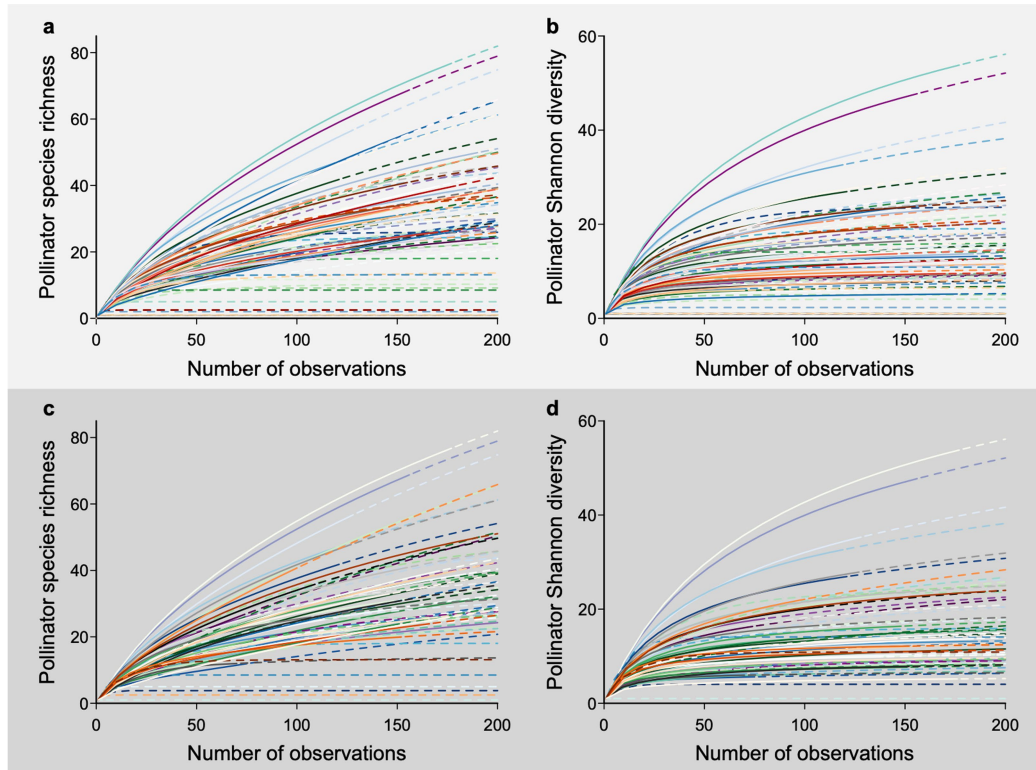 a
Pollinator species richness
80
60
40
20
0
0 50 100 150 200
Number of observations
b
Pollinator Shannon diversity
60
40
20
0
0 50 100 150 200
Number of observations
c
Pollinator species richness
80
60
40
20
0
0 50 100 150 200
Number of observations
d
Pollinator Shannon diversity
60
40
20
0
0 50 100 150 200
Number of observations